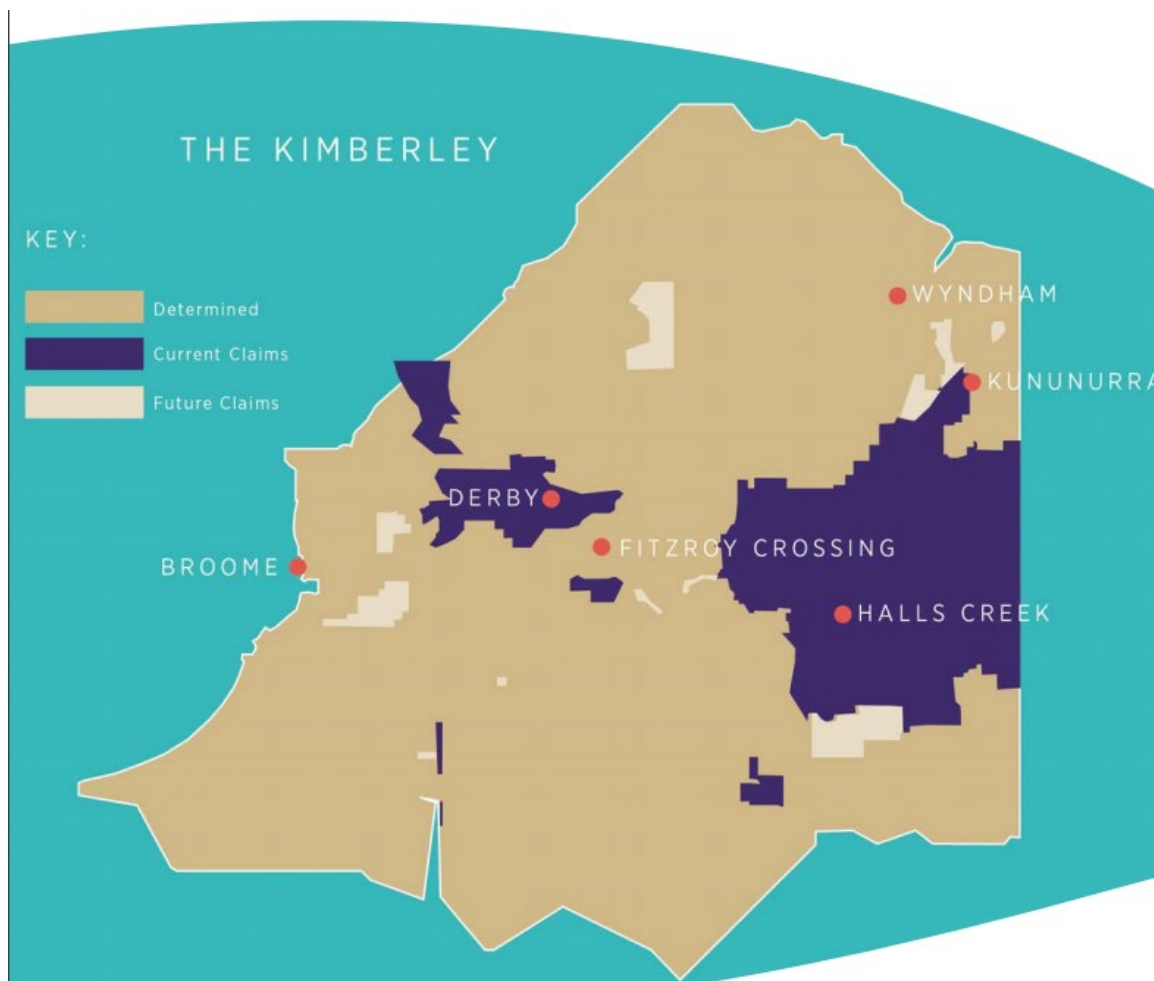 THE KIMBERLEY
KEY:
Determined
Current Claims
Future Claims
WYNDHAM
KUNUNURRA
DERBY
FITZROY CROSSING
BROOME
HALLS CREEK